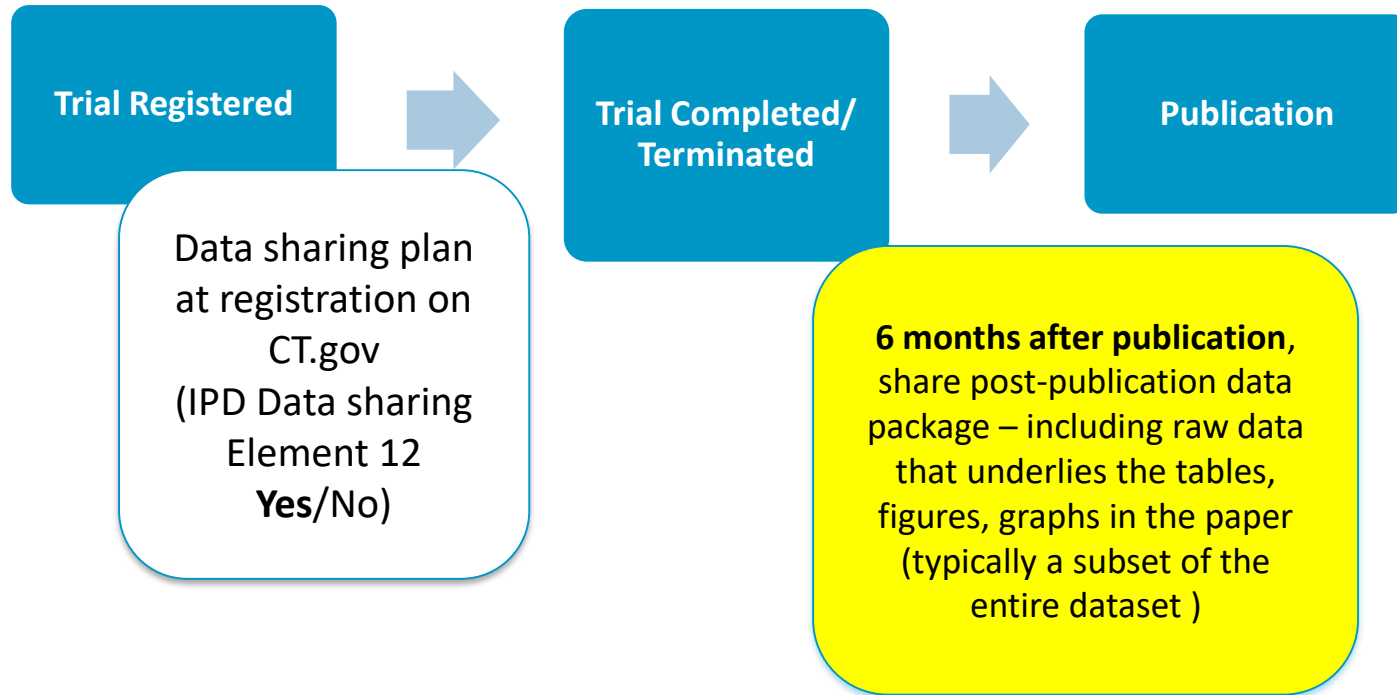 Trial Registered
Data sharing plan
at registration on
CT.gov
(IPD Data sharing
Element 12
Yes/No)
Trial Completed/
Terminated
Publication
6 months after publication,
share post-publication data
package – including raw data
that underlies the tables,
figures, graphs in the paper
(typically a subset of the
entire dataset )